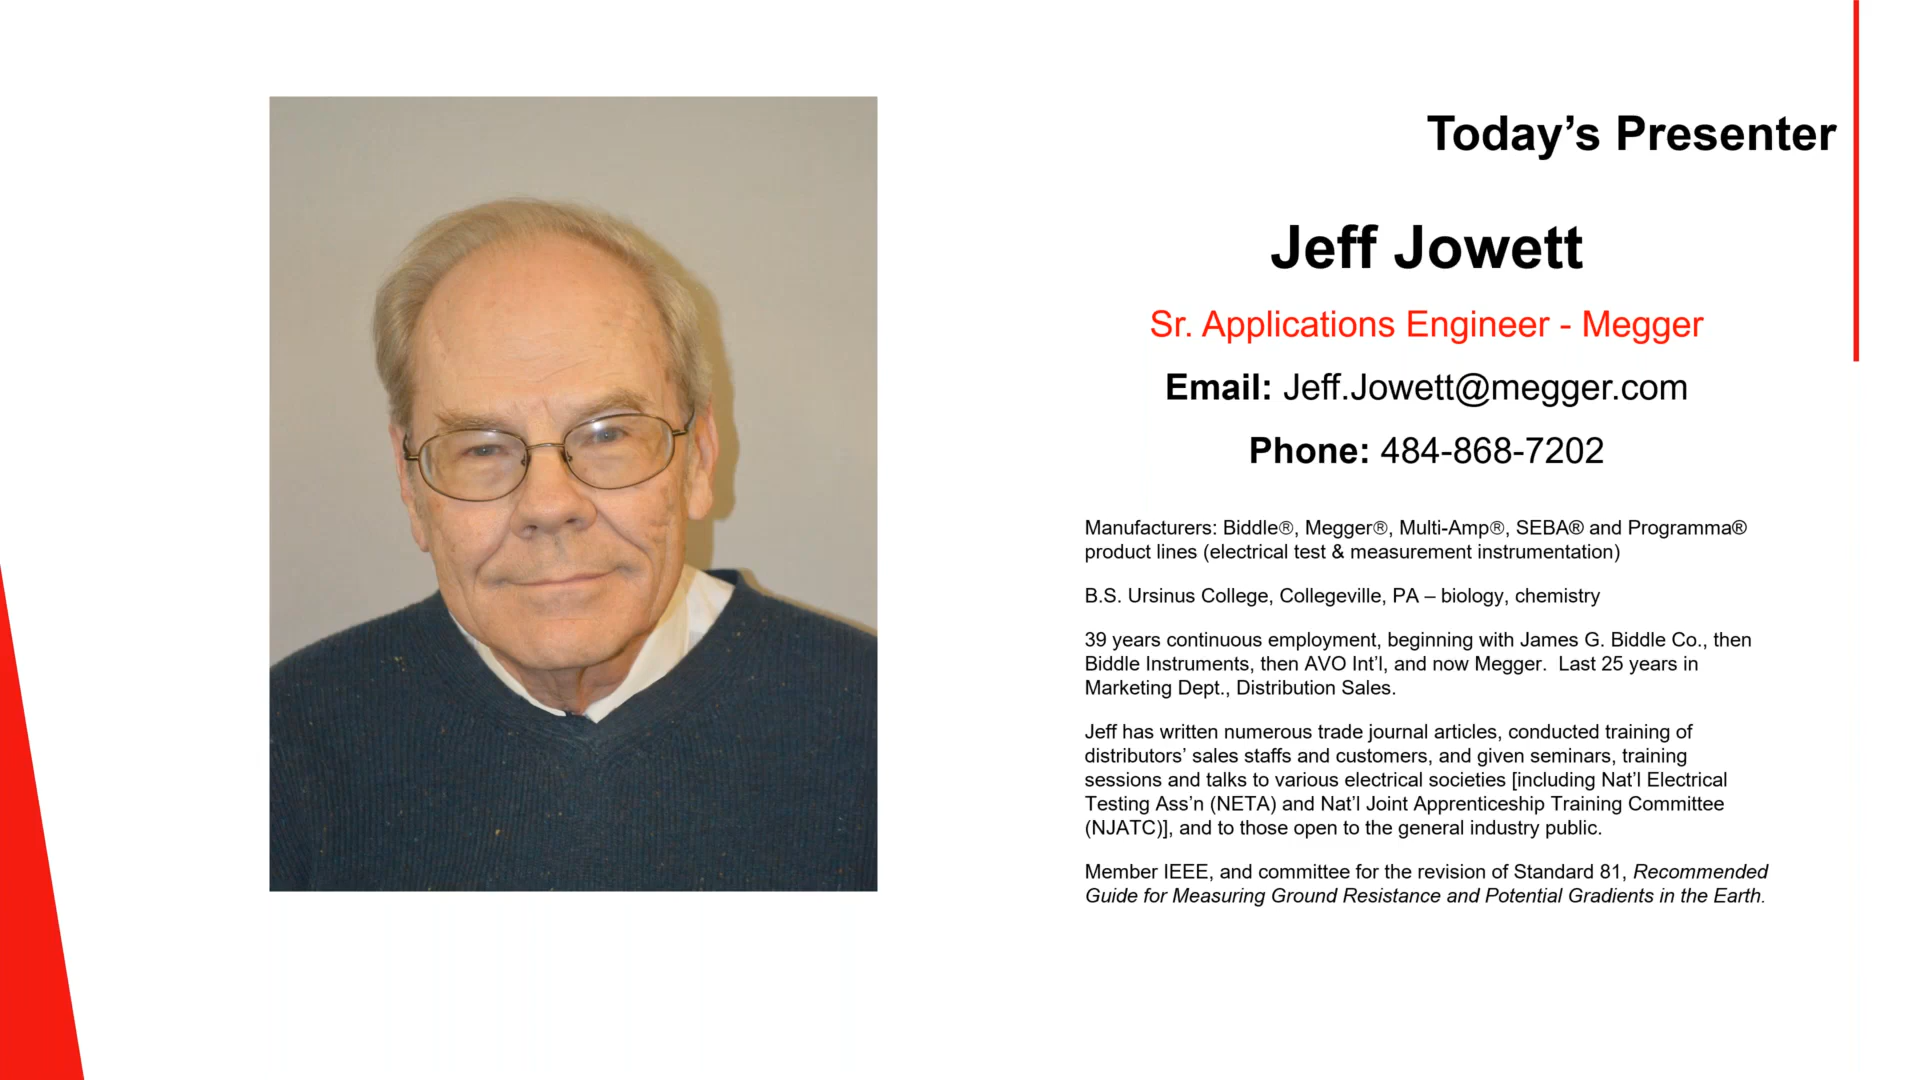 Today’s Presenter
Jeff Jowett
Sr. Applications Engineer - Megger
Email: Jeff.Jowett@megger.com
Phone: 484-868-7202
Manufacturers: Biddle®, Megger®, Multi-Amp®, SEBA® and Programma®
product lines (electrical test & measurement instrumentation)
B.S. Ursinus College, Collegeville, PA – biology, chemistry
39 years continuous employment, beginning with James G. Biddle Co., then
Biddle Instruments, then AVO Int’l, and now Megger.  Last 25 years in
Marketing Dept., Distribution Sales.
Jeff has written numerous trade journal articles, conducted training of
distributors’ sales staffs and customers, and given seminars, training
sessions and talks to various electrical societies [including Nat’l Electrical
Testing Ass’n (NETA) and Nat’l Joint Apprenticeship Training Committee
(NJATC)], and to those open to the general industry public.
Member IEEE, and committee for the revision of Standard 81, Recommended
Guide for Measuring Ground Resistance and Potential Gradients in the Earth.